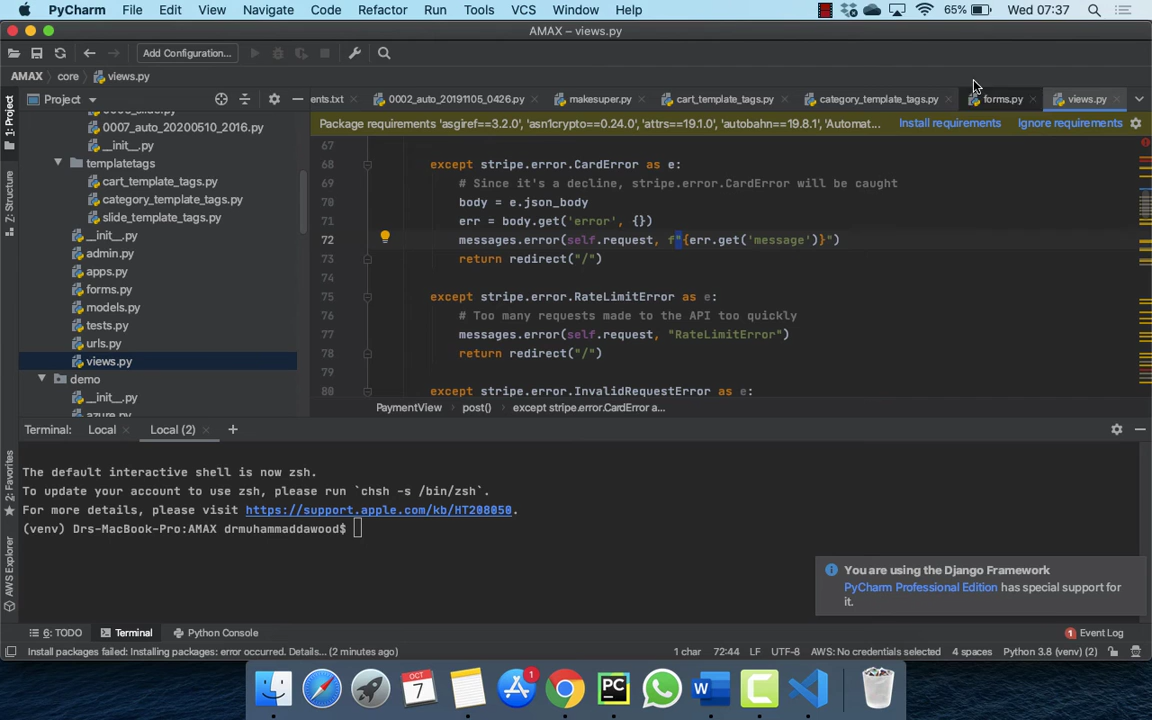 PyCharm File Edit View Navigate Code Refactor Run Tools VCS Window Help 65% Wed 07:37
AMAX – views.py
Add Configuration...
AMAX core views.py
1: Project
Project
ents.txt 0002_auto_20191105_0426.py makesuper.py cart_template_tags.py category_template_tags.py forms.py views.py
Package requirements 'asgiref==3.2.0', 'asn1crypto==0.24.0', 'attrs==19.1.0', 'autobahn==19.8.1', 'Automat... Install requirements Ignore requirements
0007_auto_20200510_2016.py
__init__.py
templatetags
cart_template_tags.py
category_template_tags.py
slide_template_tags.py
__init__.py
admin.py
apps.py
forms.py
models.py
tests.py
urls.py
views.py
demo
__init__.py
67
68 except stripe.error.CardError as e:
69 # Since it's a decline, stripe.error.CardError will be caught
70 body = e.json_body
71 err = body.get('error', {})
72 messages.error(self.request, f"{err.get('message')}")
73 return redirect("/")
74
75 except stripe.error.RateLimitError as e:
76 # Too many requests made to the API too quickly
77 messages.error(self.request, "RateLimitError")
78 return redirect("/")
79
80 except stripe.error.InvalidRequestError as e:
PaymentView post() except stripe.error.CardError a...
Z: Structure
2: Favorites
AWS Explorer
Terminal: Local Local (2)
The default interactive shell is now zsh.
To update your account to use zsh, please run `chsh -s /bin/zsh`.
For more details, please visit https://support.apple.com/kb/HT208050.
(venv) Drs-MacBook-Pro:AMAX drmuhammaddawood$
You are using the Django Framework
PyCharm Professional Edition has special support for
it.
6: TODO Terminal Python Console 1 Event Log
Install packages failed: Installing packages: error occurred. Details... (2 minutes ago) 1 char 72:44 LF UTF-8 AWS: No credentials selected 4 spaces Python 3.8 (venv) (2)
OCT
7
1
PC
W
C